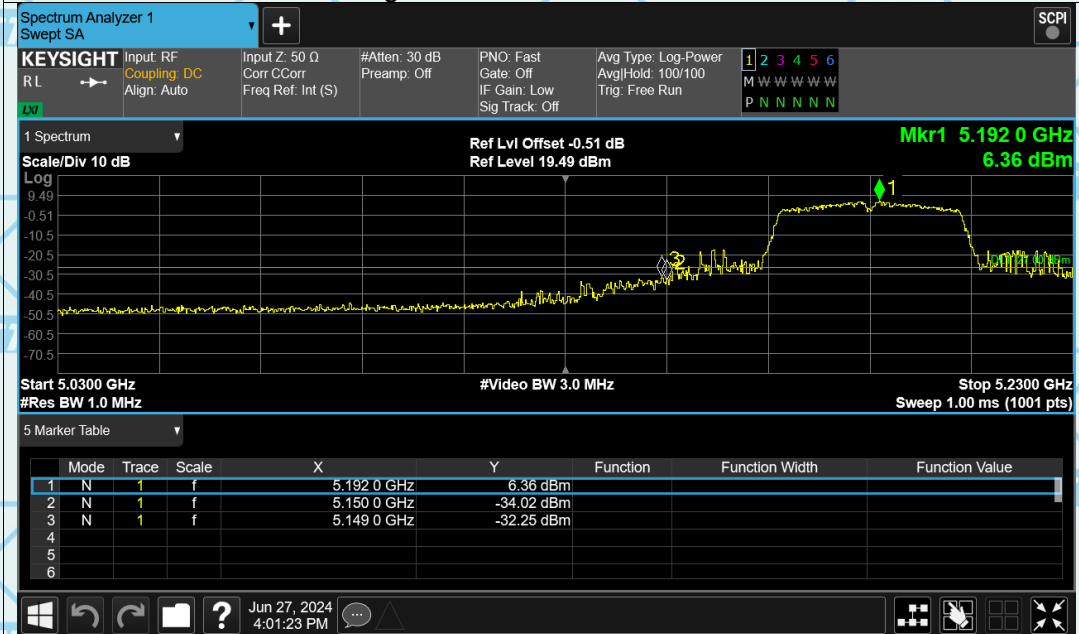 Spectrum Analyzer 1
Swept SA
+
SCPI
KEYSIGHT
RL
LXI
Input: RF
Coupling: DC
Align: Auto
Input Z: 50 Ω
Corr CCorr
Freq Ref: Int (S)
#Atten: 30 dB
Preamp: Off
PNO: Fast
Gate: Off
IF Gain: Low
Sig Track: Off
Avg Type: Log-Power
Avg|Hold: 100/100
Trig: Free Run
1 2 3 4 5 6
M W W W W W
P N N N N N
1 Spectrum
Ref Lvl Offset -0.51 dB
Mkr1 5.192 0 GHz
Scale/Div 10 dB
Ref Level 19.49 dBm
6.36 dBm
Log
9.49
-0.51
-10.5
-20.5
-30.5
-40.5
-50.5
-60.5
-70.5
1
3
2
Start 5.0300 GHz
#Video BW 3.0 MHz
Stop 5.2300 GHz
#Res BW 1.0 MHz
Sweep 1.00 ms (1001 pts)
5 Marker Table
Mode Trace Scale X Y Function Function Width Function Value
1 N 1 f 5.192 0 GHz 6.36 dBm
2 N 1 f 5.150 0 GHz -34.02 dBm
3 N 1 f 5.149 0 GHz -32.25 dBm
4
5
6
?
Jun 27, 2024
4:01:23 PM